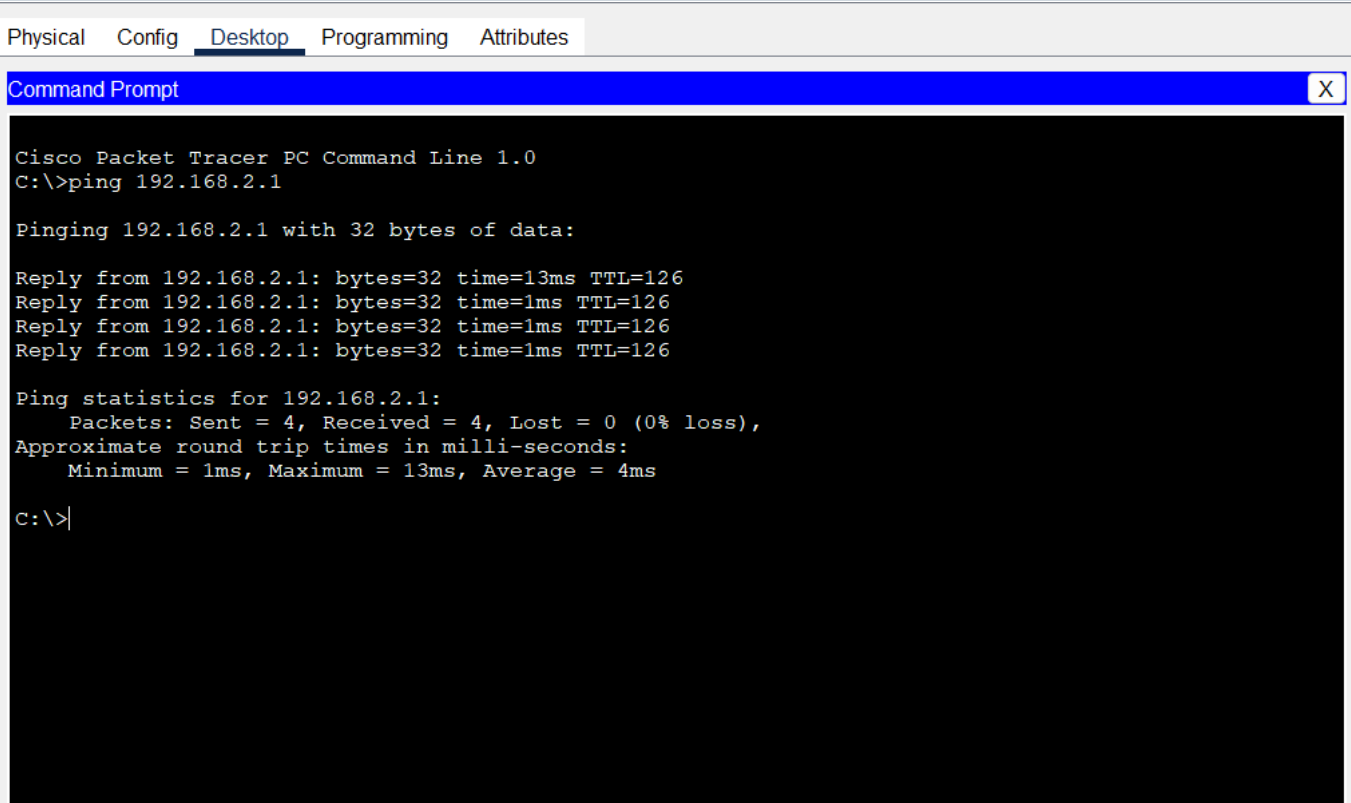 Physical Config Desktop Programming Attributes
Command Prompt X
Cisco Packet Tracer PC Command Line 1.0
C:\>ping 192.168.2.1
Pinging 192.168.2.1 with 32 bytes of data:
Reply from 192.168.2.1: bytes=32 time=13ms TTL=126
Reply from 192.168.2.1: bytes=32 time=1ms TTL=126
Reply from 192.168.2.1: bytes=32 time=1ms TTL=126
Reply from 192.168.2.1: bytes=32 time=1ms TTL=126
Ping statistics for 192.168.2.1:
    Packets: Sent = 4, Received = 4, Lost = 0 (0% loss),
Approximate round trip times in milli-seconds:
    Minimum = 1ms, Maximum = 13ms, Average = 4ms
C:\>